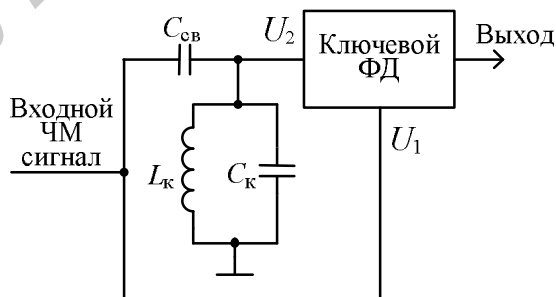 Cсв
U2
Ключевой
ФД
Выход
Входной
ЧМ
сигнал
Lк
Cк
U1